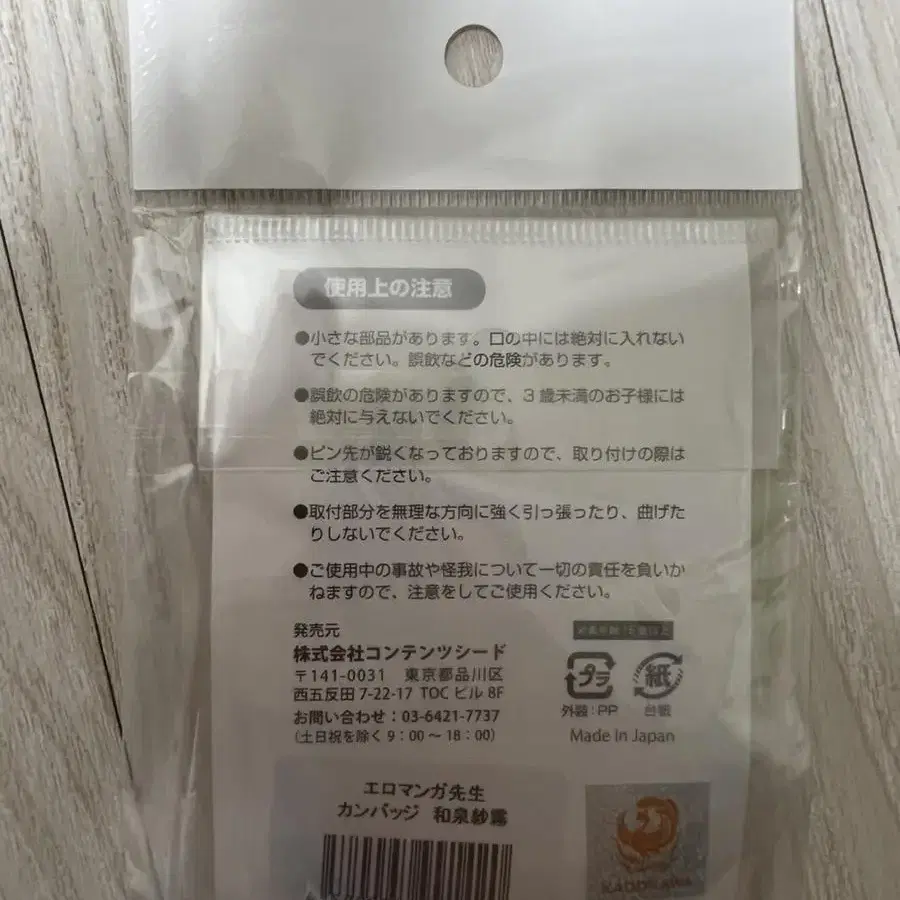 使用上の注意
●小さな部品があります。口の中には絶対に入れない
でください。誤飲などの危険があります。
●誤飲の危険がありますので、3歳未満のお子様には
絶対に与えないでください。
●ピン先が鋭くなっておりますので、取り付けの際は
ご注意ください。
●取付部分を無理な方向に強く引っ張ったり、曲げた
りしないでください。
●ご使用中の事故や怪我について一切の責任を負いか
ねますので、注意をしてご使用ください。
発売元
株式会社コンテンツシード
〒141-0031 東京都品川区
西五反田 7-22-17 TOC ビル 8F
お問い合わせ：03-6421-7737
(土日祝を除く 9：00 〜 18：00)
プラ 紙
外装：PP 台紙
Made In Japan
エロマンガ先生
カンバッジ 和泉紗霧
KADOKAWA